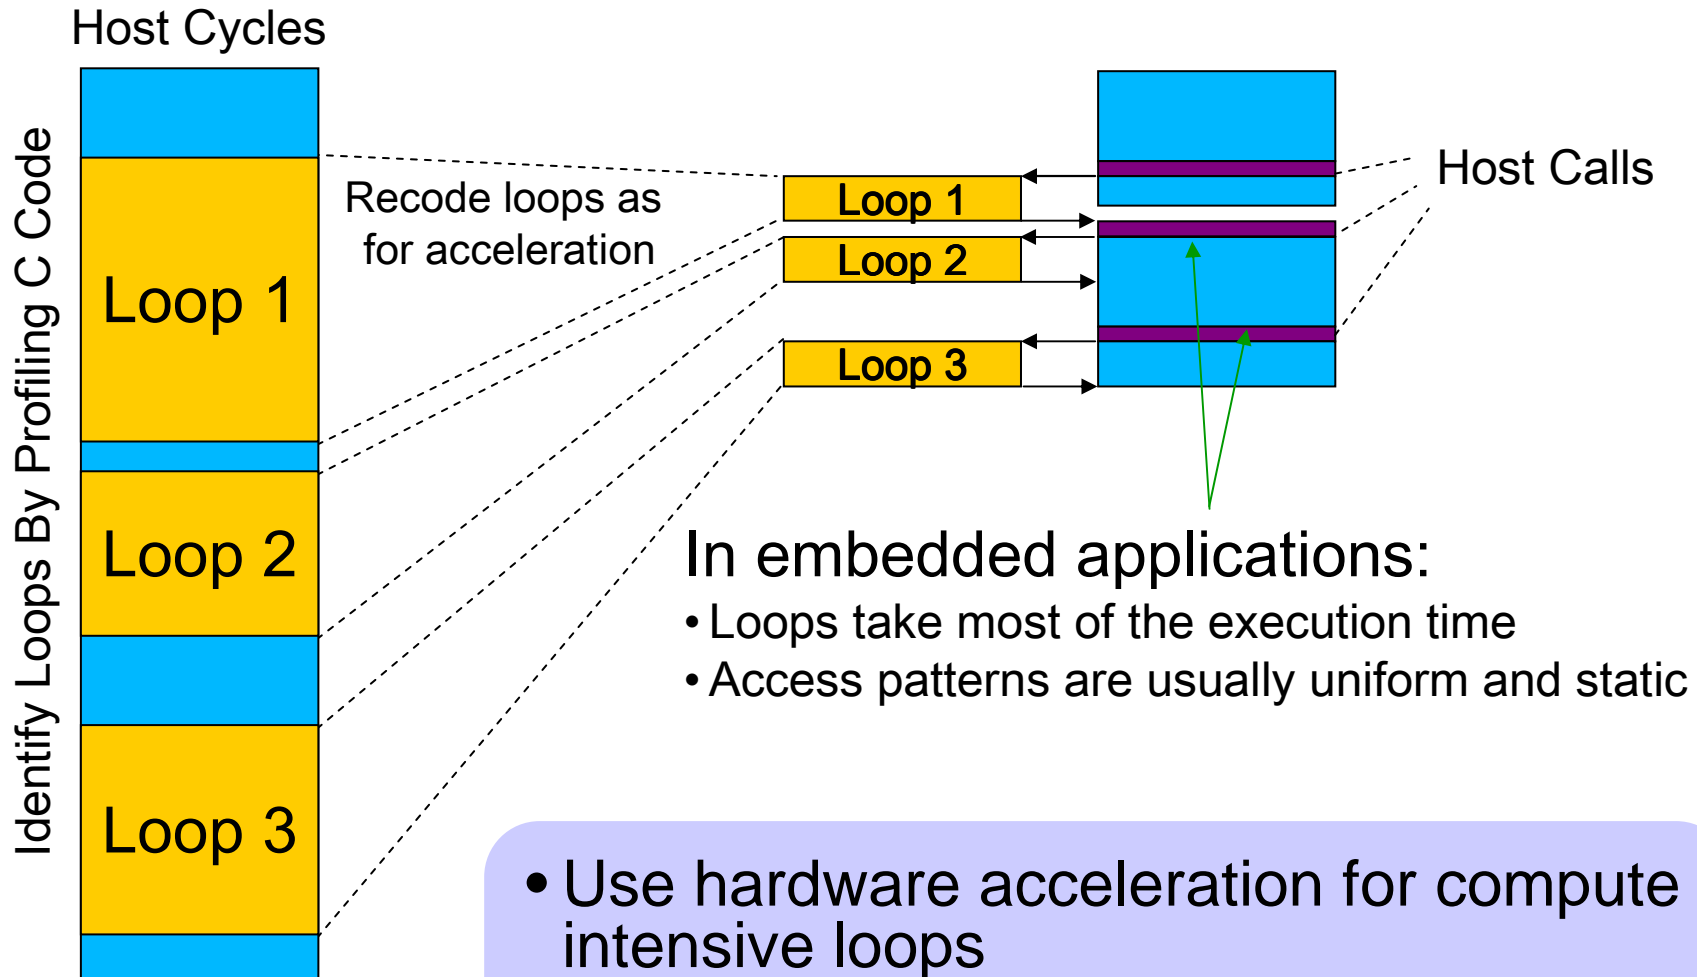 Host Cycles
Identify Loops By Profiling C Code
Loop 1
Loop 2
Loop 3
Recode loops as
for acceleration
Loop 1
Loop 2
Loop 3
Host Calls
In embedded applications:
• Loops take most of the execution time
• Access patterns are usually uniform and static
• Use hardware acceleration for compute
intensive loops